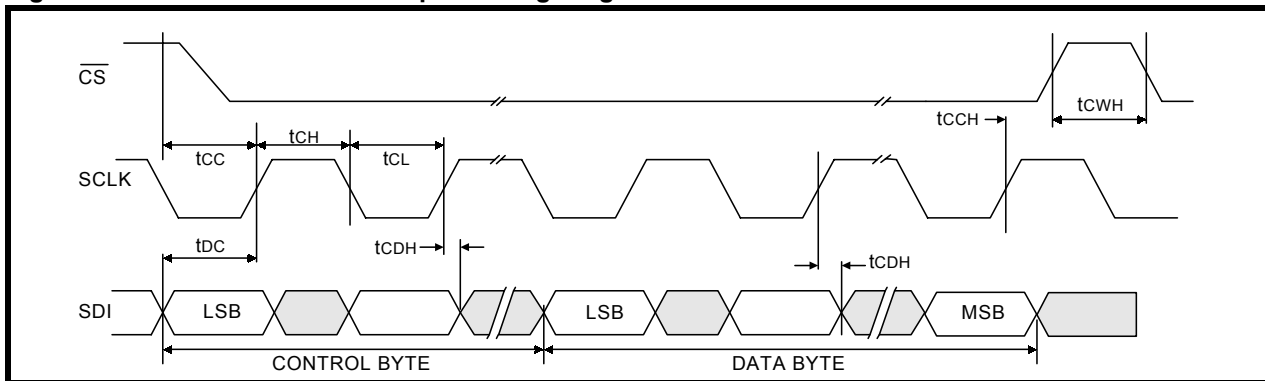 CS
tCWH
tCCH
tCC
tCH
tCL
SCLK
tDC
tCDH
tCDH
SDI
LSB
LSB
MSB
CONTROL BYTE
DATA BYTE